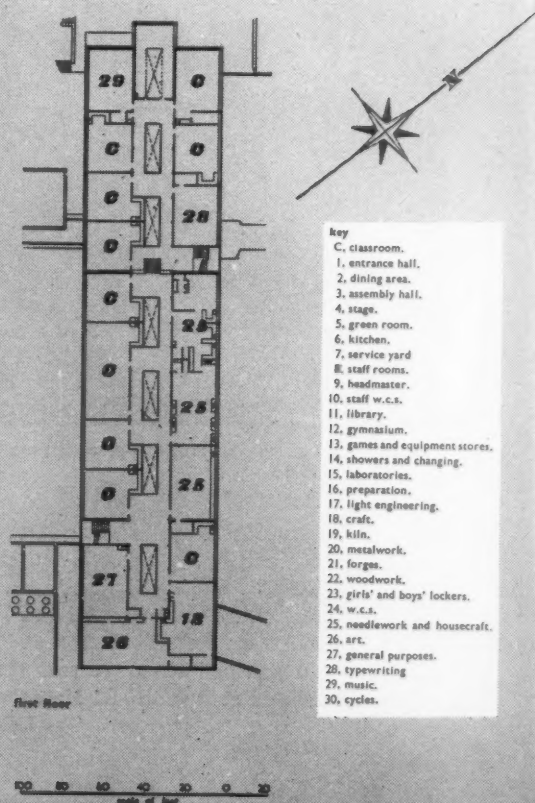 29
C
C
C
C
28
C
C
25
C
25
C
C
25
27
C
18
26
first floor
100 80 60 40 20 0 20
scale of feet
N
key
C, classroom.
1, entrance hall.
2, dining area.
3, assembly hall.
4, stage.
5, green room.
6, kitchen.
7, service yard
8, staff rooms.
9, headmaster.
10, staff w.c.s.
11, library.
12, gymnasium.
13, games and equipment stores.
14, showers and changing.
15, laboratories.
16, preparation.
17, light engineering.
18, craft.
19, kiln.
20, metalwork.
21, forges.
22, woodwork.
23, girls' and boys' lockers.
24, w.c.s.
25, needlework and housecraft.
26, art.
27, general purposes.
28, typewriting
29, music.
30, cycles.